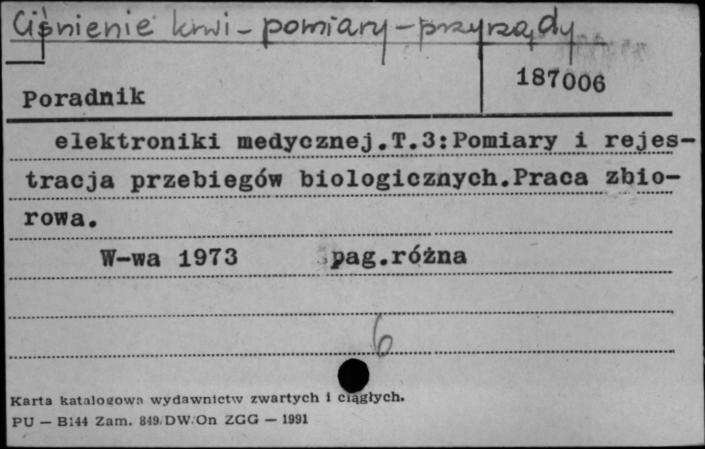 Ciśnienie krwi - pomiary - przyrządy
187006
Poradnik
elektroniki medycznej.T.3:Pomiary i rejes-
tracja przebiegów biologicznych.Praca zbio-
rowa.
W-wa 1973 pag.różna
6
Karta katalogowa wydawnictw zwartych i ciągłych.
PU — B144 Zam. 849/DW/On ZGG — 1991